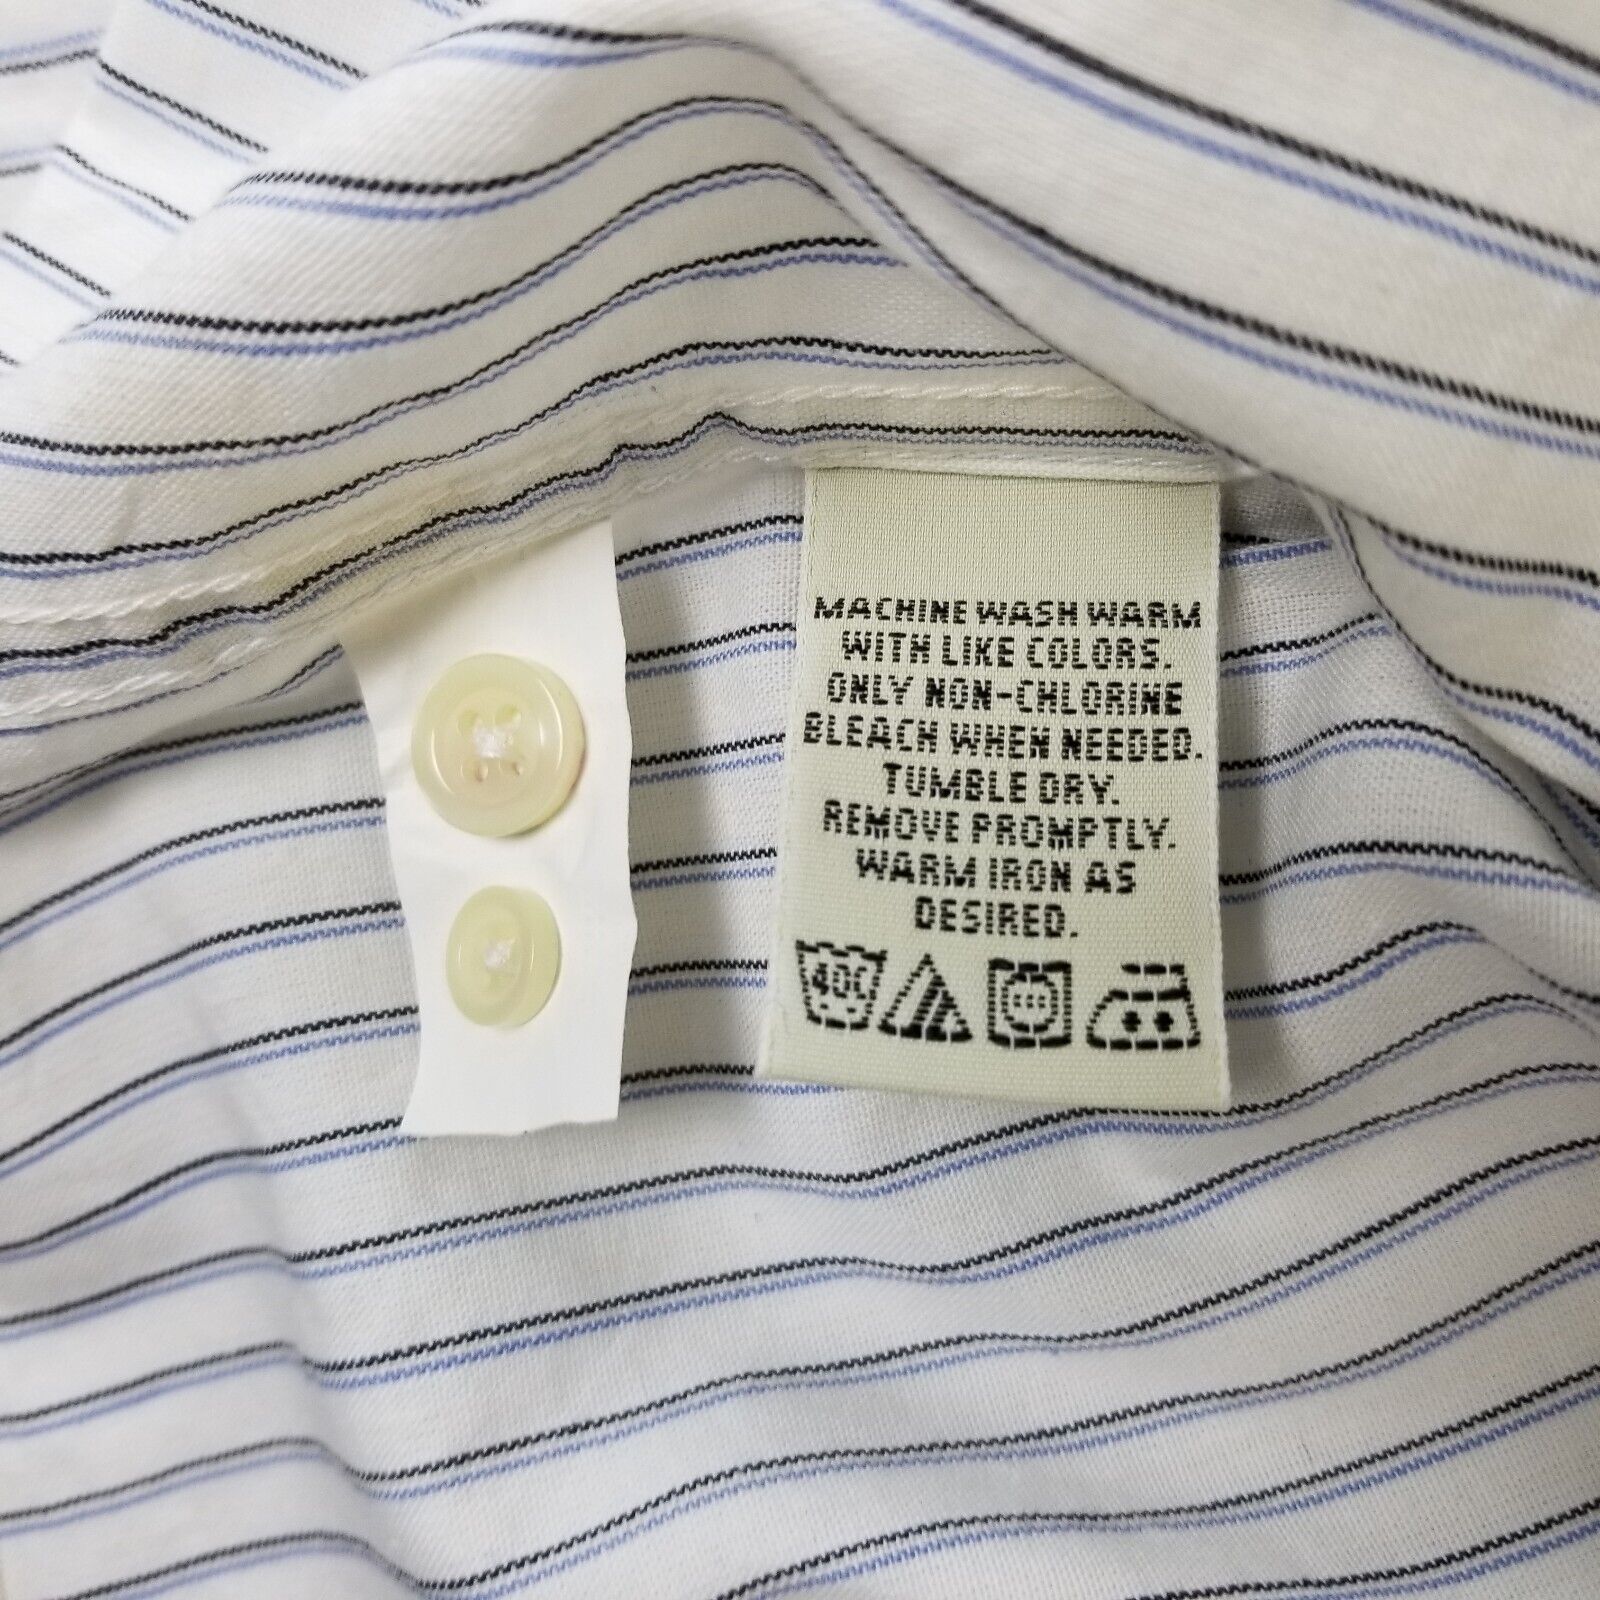 MACHINE WASH WARM
WITH LIKE COLORS.
ONLY NON-CHLORINE
BLEACH WHEN NEEDED.
TUMBLE DRY.
REMOVE PROMPTLY.
WARM IRON AS
DESIRED.
40C